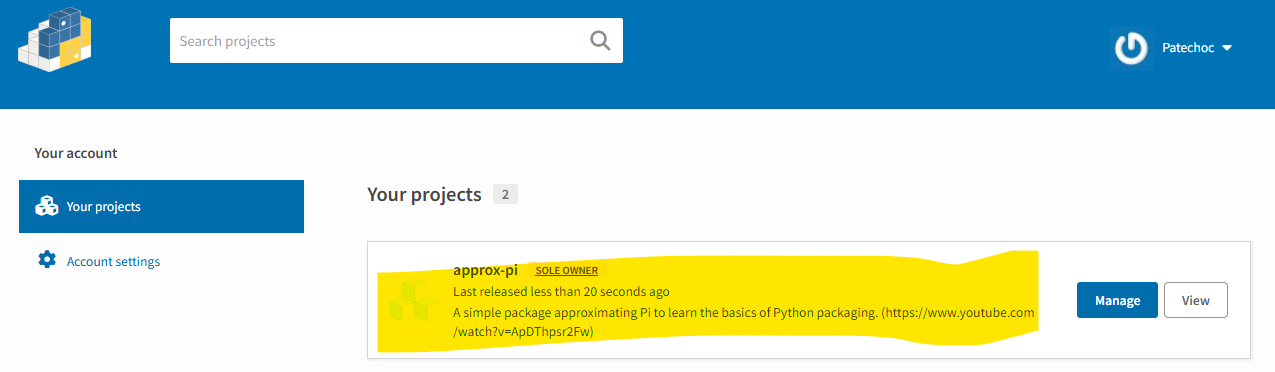 Search projects
Patechoc
Your account
Your projects
Account settings
Your projects 2
approx-pi SOLE OWNER
Last released less than 20 seconds ago
A simple package approximating Pi to learn the basics of Python packaging. (https://www.youtube.com
/watch?v=ApDThpsr2Fw)
Manage View